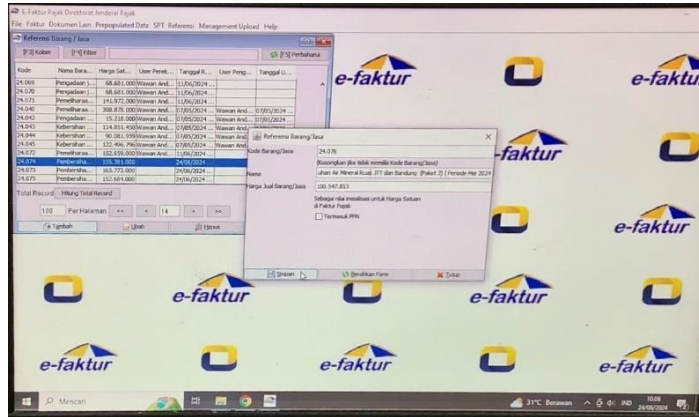 E-Faktur Pajak Direktorat Jenderal Pajak
File Faktur Dokumen Lain Prepopulated Data SPT Referensi Management Upload Help
Referensi Barang / Jasa
[F3] Kolom [F4] Filter [F5] Perbaharui
Kode Nama Bara... Harga Sat... User Perek... Tanggal R... User Peng... Tanggal U...
24.069 Pengadaan J... 68.681.000 Wawan And... 11/06/2024 ...
24.070 Pengadaan J... 68.681.000 Wawan And... 11/06/2024 ...
24.071 Pemeliharaa... 141.972.000 Wawan And... 11/06/2024 ...
24.040 Pemeliharaa... 308.876.000 Wawan And... 07/05/2024 ... Wawan And... 07/05/2024 ...
24.042 Pengadaan ... 15.218.000 Wawan And... 07/05/2024 ... Wawan And... 07/05/2024 ...
24.043 Kebersihan ... 114.851.450 Wawan And... 07/05/2024 ... Wawan And...
24.044 Kebersihan ... 90.081.939 Wawan And... 07/05/2024 ... Wawan And...
24.045 Kebersihan ... 132.496.796 Wawan And... 07/05/2024 ... Wawan And...
24.072 Pemeliharaa... 182.659.000 Wawan And... 11/06/2024 ...
24.074 Pembersiha... 24/06/2024 ...
24.073 Pembersiha... 163.772.000 24/06/2024 ...
24.075 Pembersiha... 152.684.000 24/06/2024 ...
Total Record Hitung Total Record
100 Per Halaman << < 14 > >>
Tambah Ubah Hapus
Referensi Barang/Jasa
Kode Barang/Jasa 24.076
(Kosongkan jika tidak memiliki Kode Barang/Jasa)
Nama uhan Air Mineral Ruaji JTT dan Bandung (Paket 2) ( Periode Mei 2024
Harga Jual Barang/Jasa 100.547.853
Sebagai nilai inisialisasi untuk Harga Satuan
di Faktur Pajak
Termasuk PPN
Simpan Bersihkan Form Keluar
e-faktur
e-faktu
-faktur
e-faktur
e-faktur
e-faktur
e-faktur
e-faktur
e-faktur
Mencari
31°C Berawan IND 10.06
24/06/2024